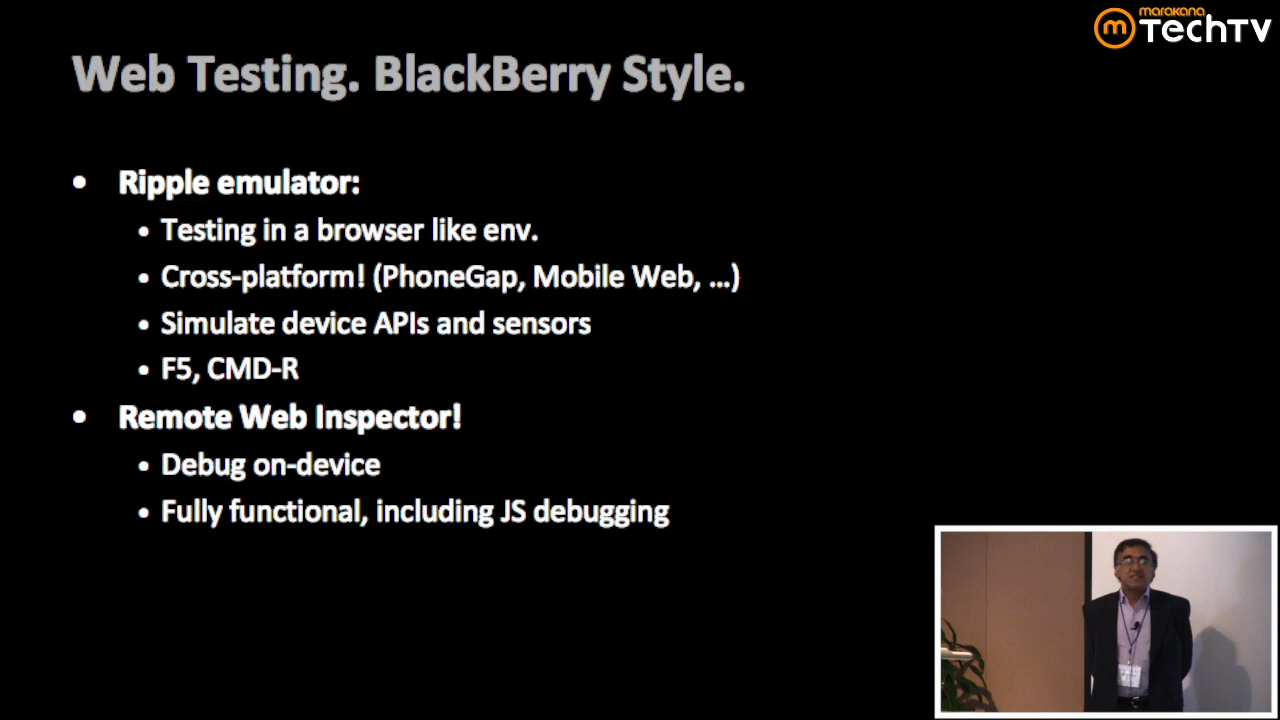 marakana
TechTV
Web Testing. BlackBerry Style.
• Ripple emulator:
• Testing in a browser like env.
• Cross-platform! (PhoneGap, Mobile Web, ...)
• Simulate device APIs and sensors
• F5, CMD-R
• Remote Web Inspector!
• Debug on-device
• Fully functional, including JS debugging